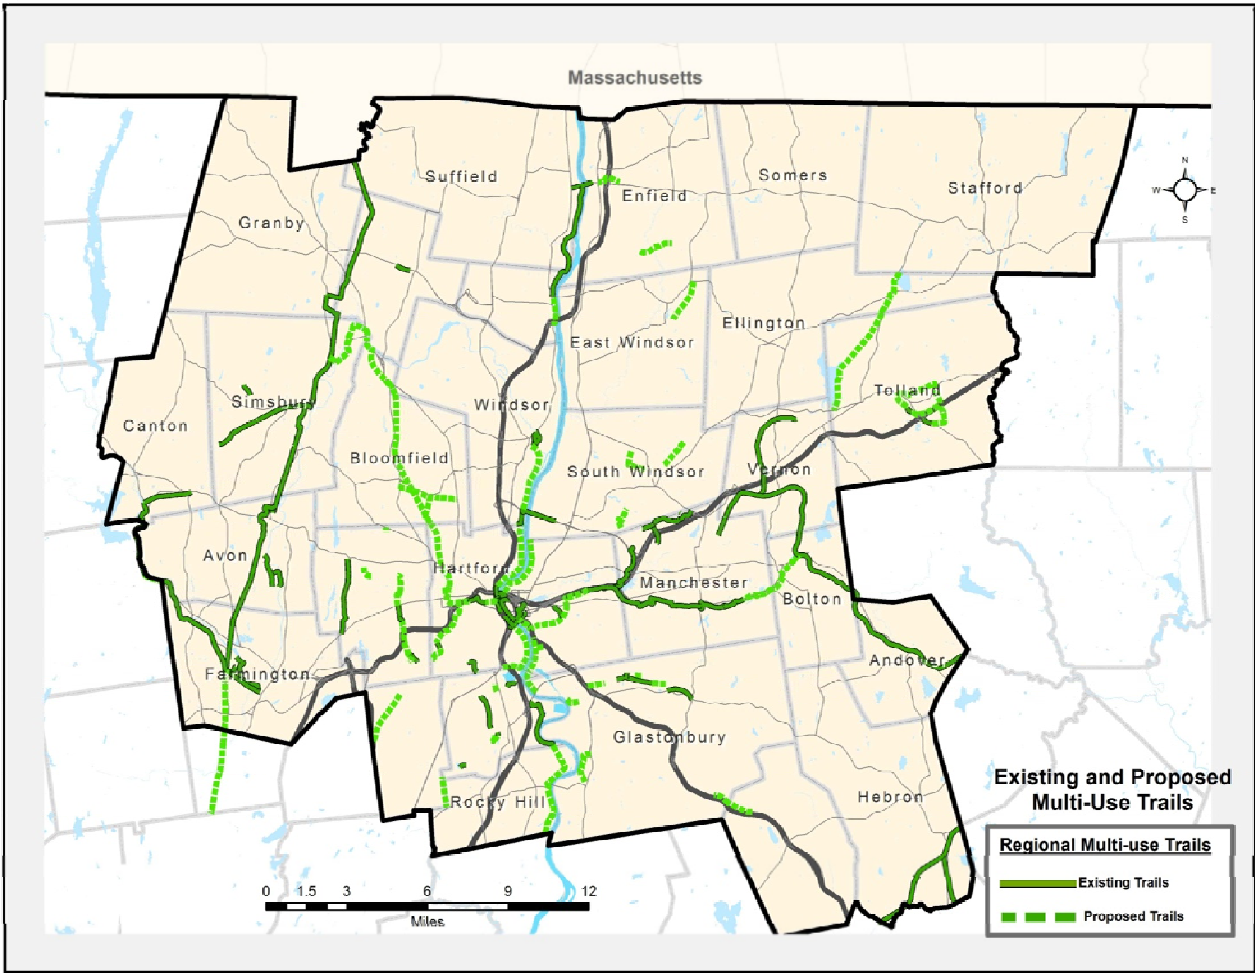 Massachusetts
Suffield
Somers
Enfield
Stafford
N
W
E
S
Granby
Ellington
East Windsor
Tolland
Simsbury
Windsor
Canton
Bloomfield
South Windsor
Vernon
Avon
Hartford
Manchester
Bolton
Andover
Farmington
Glastonbury
Existing and Proposed
Multi-Use Trails
Hebron
Rocky Hill
Regional Multi-use Trails
Existing Trails
Proposed Trails
0 1.5 3 6 9 12
Miles